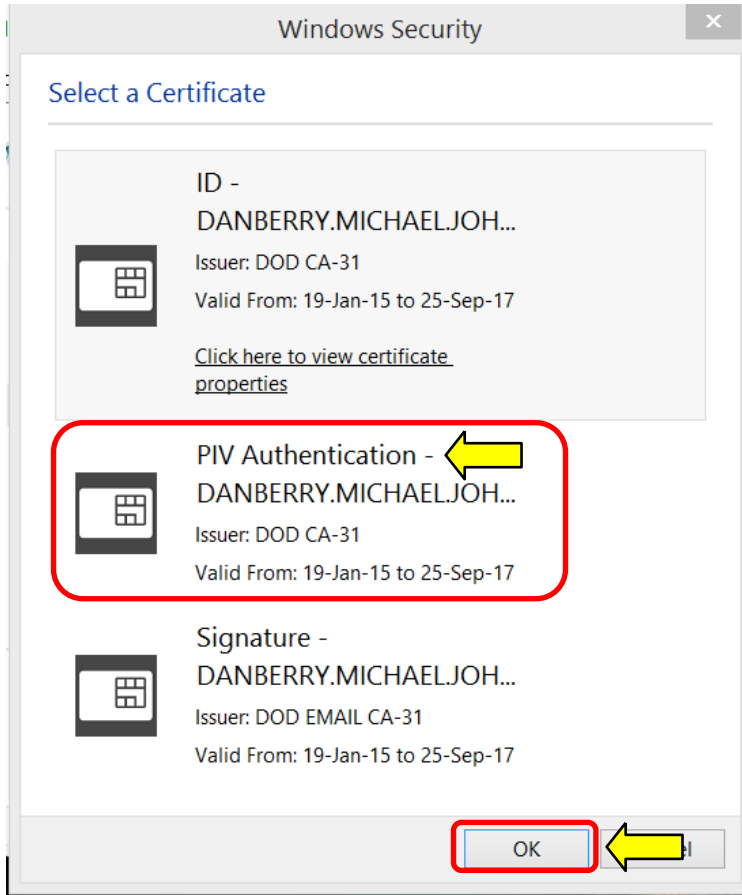 Windows Security
Select a Certificate
ID -
DANBERRY.MICHAEL.JOH...
Issuer: DOD CA-31
Valid From: 19-Jan-15 to 25-Sep-17
Click here to view certificate
properties
PIV Authentication -
DANBERRY.MICHAEL.JOH...
Issuer: DOD CA-31
Valid From: 19-Jan-15 to 25-Sep-17
Signature -
DANBERRY.MICHAEL.JOH...
Issuer: DOD EMAIL CA-31
Valid From: 19-Jan-15 to 25-Sep-17
OK